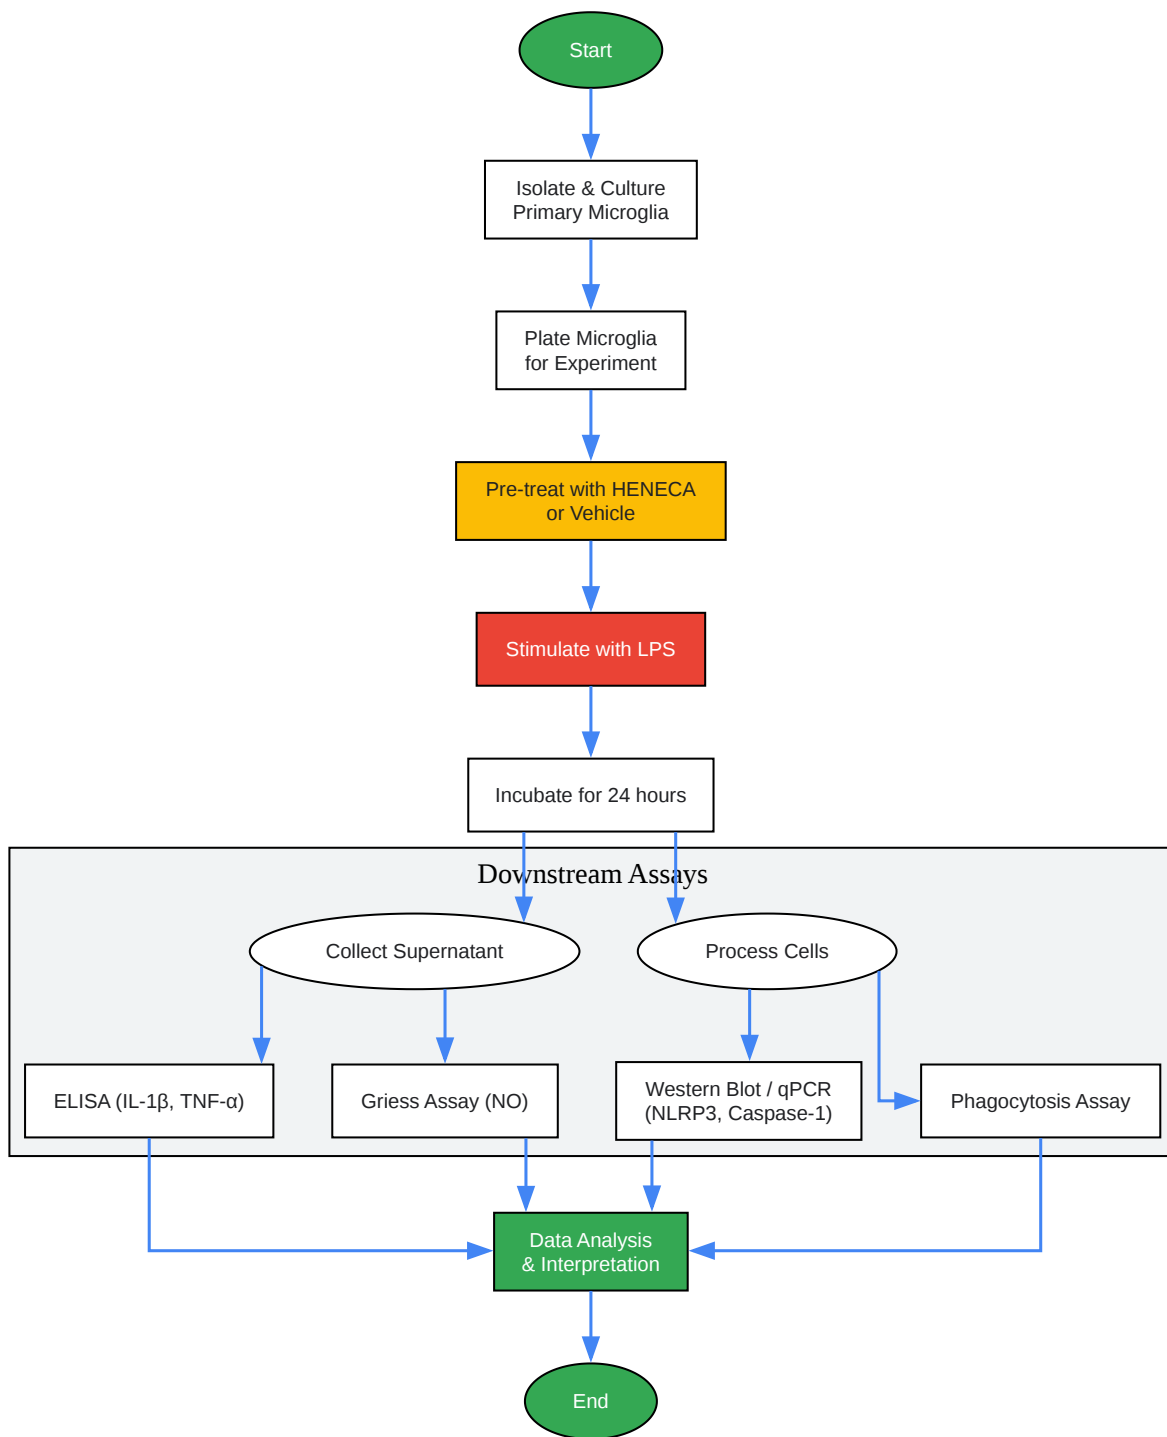 Start
Isolate & Culture
Primary Microglia
Plate Microglia
for Experiment
Pre-treat with HENECA
or Vehicle
Stimulate with LPS
Incubate for 24 hours
Downstream Assays
Collect Supernatant
Process Cells
ELISA (IL-1β, TNF-α)
Griess Assay (NO)
Western Blot / qPCR
(NLRP3, Caspase-1)
Phagocytosis Assay
Data Analysis
& Interpretation
End